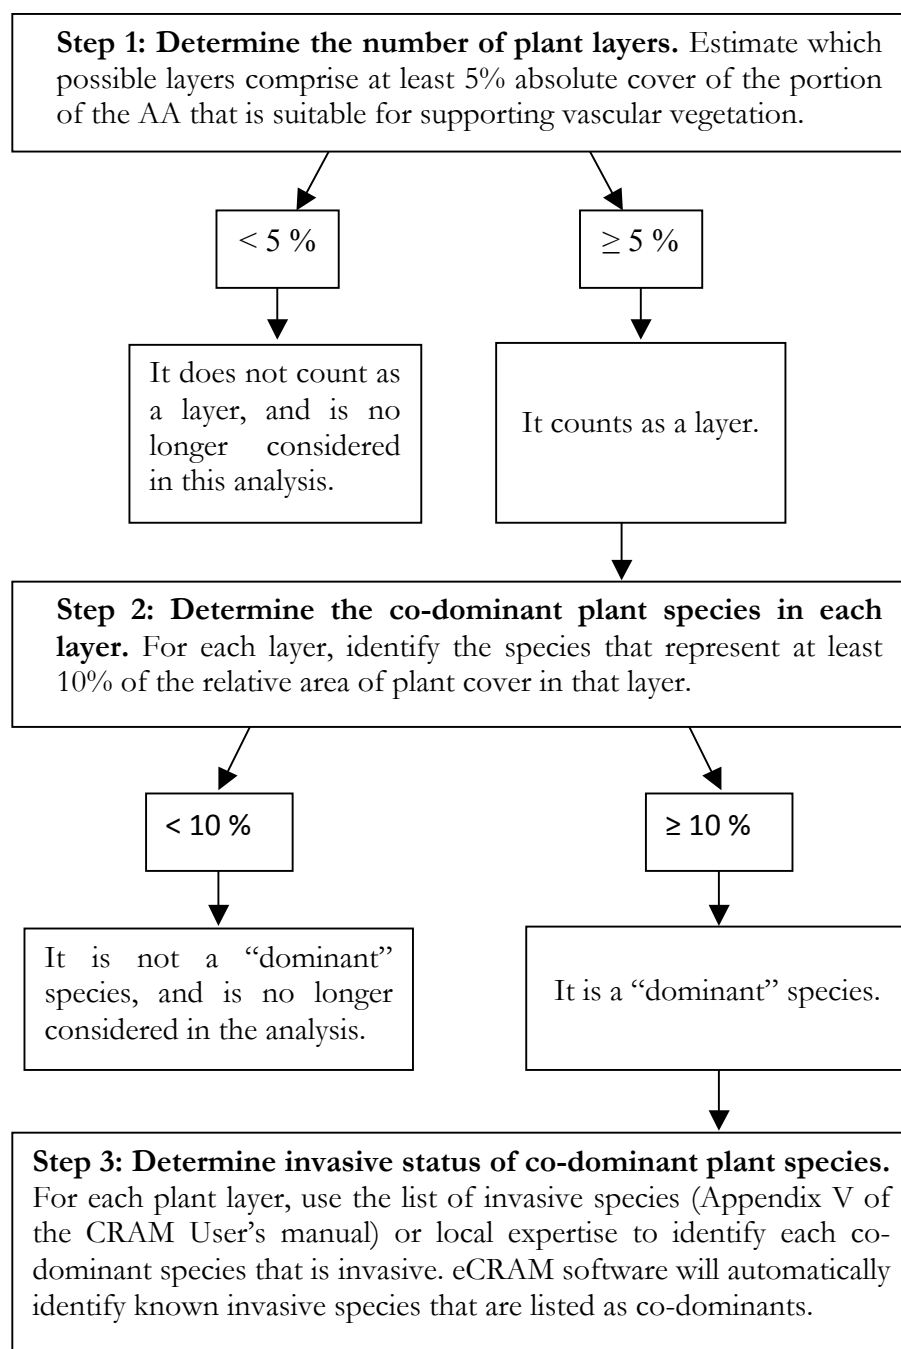 Step 1: Determine the number of plant layers. Estimate which
possible layers comprise at least 5% absolute cover of the portion
of the AA that is suitable for supporting vascular vegetation.
< 5 %
≥ 5 %
It does not count as
a layer, and is no
longer considered
in this analysis.
It counts as a layer.
Step 2: Determine the co-dominant plant species in each
layer. For each layer, identify the species that represent at least
10% of the relative area of plant cover in that layer.
< 10 %
≥ 10 %
It is not a “dominant”
species, and is no longer
considered in the analysis.
It is a “dominant” species.
Step 3: Determine invasive status of co-dominant plant species.
For each plant layer, use the list of invasive species (Appendix V of
the CRAM User’s manual) or local expertise to identify each co-
dominant species that is invasive. eCRAM software will automatically
identify known invasive species that are listed as co-dominants.